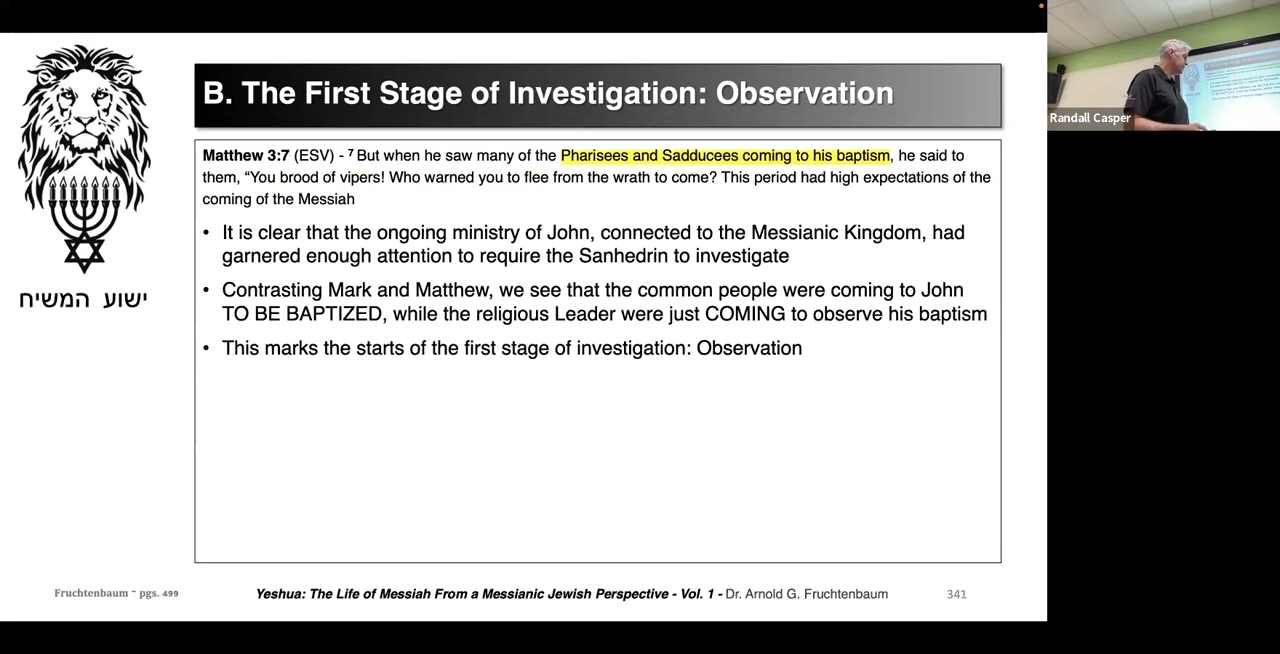 B. The First Stage of Investigation: Observation
Matthew 3:7 (ESV) - ⁷ But when he saw many of the Pharisees and Sadducees coming to his baptism, he said to
them, “You brood of vipers! Who warned you to flee from the wrath to come? This period had high expectations of the
coming of the Messiah
• It is clear that the ongoing ministry of John, connected to the Messianic Kingdom, had
garnered enough attention to require the Sanhedrin to investigate
• Contrasting Mark and Matthew, we see that the common people were coming to John
TO BE BAPTIZED, while the religious Leader were just COMING to observe his baptism
• This marks the starts of the first stage of investigation: Observation
ישוע המשיח
Fruchtenbaum - pgs. 499
Yeshua: The Life of Messiah From a Messianic Jewish Perspective - Vol. 1 - Dr. Arnold G. Fruchtenbaum
341
Randall Casper